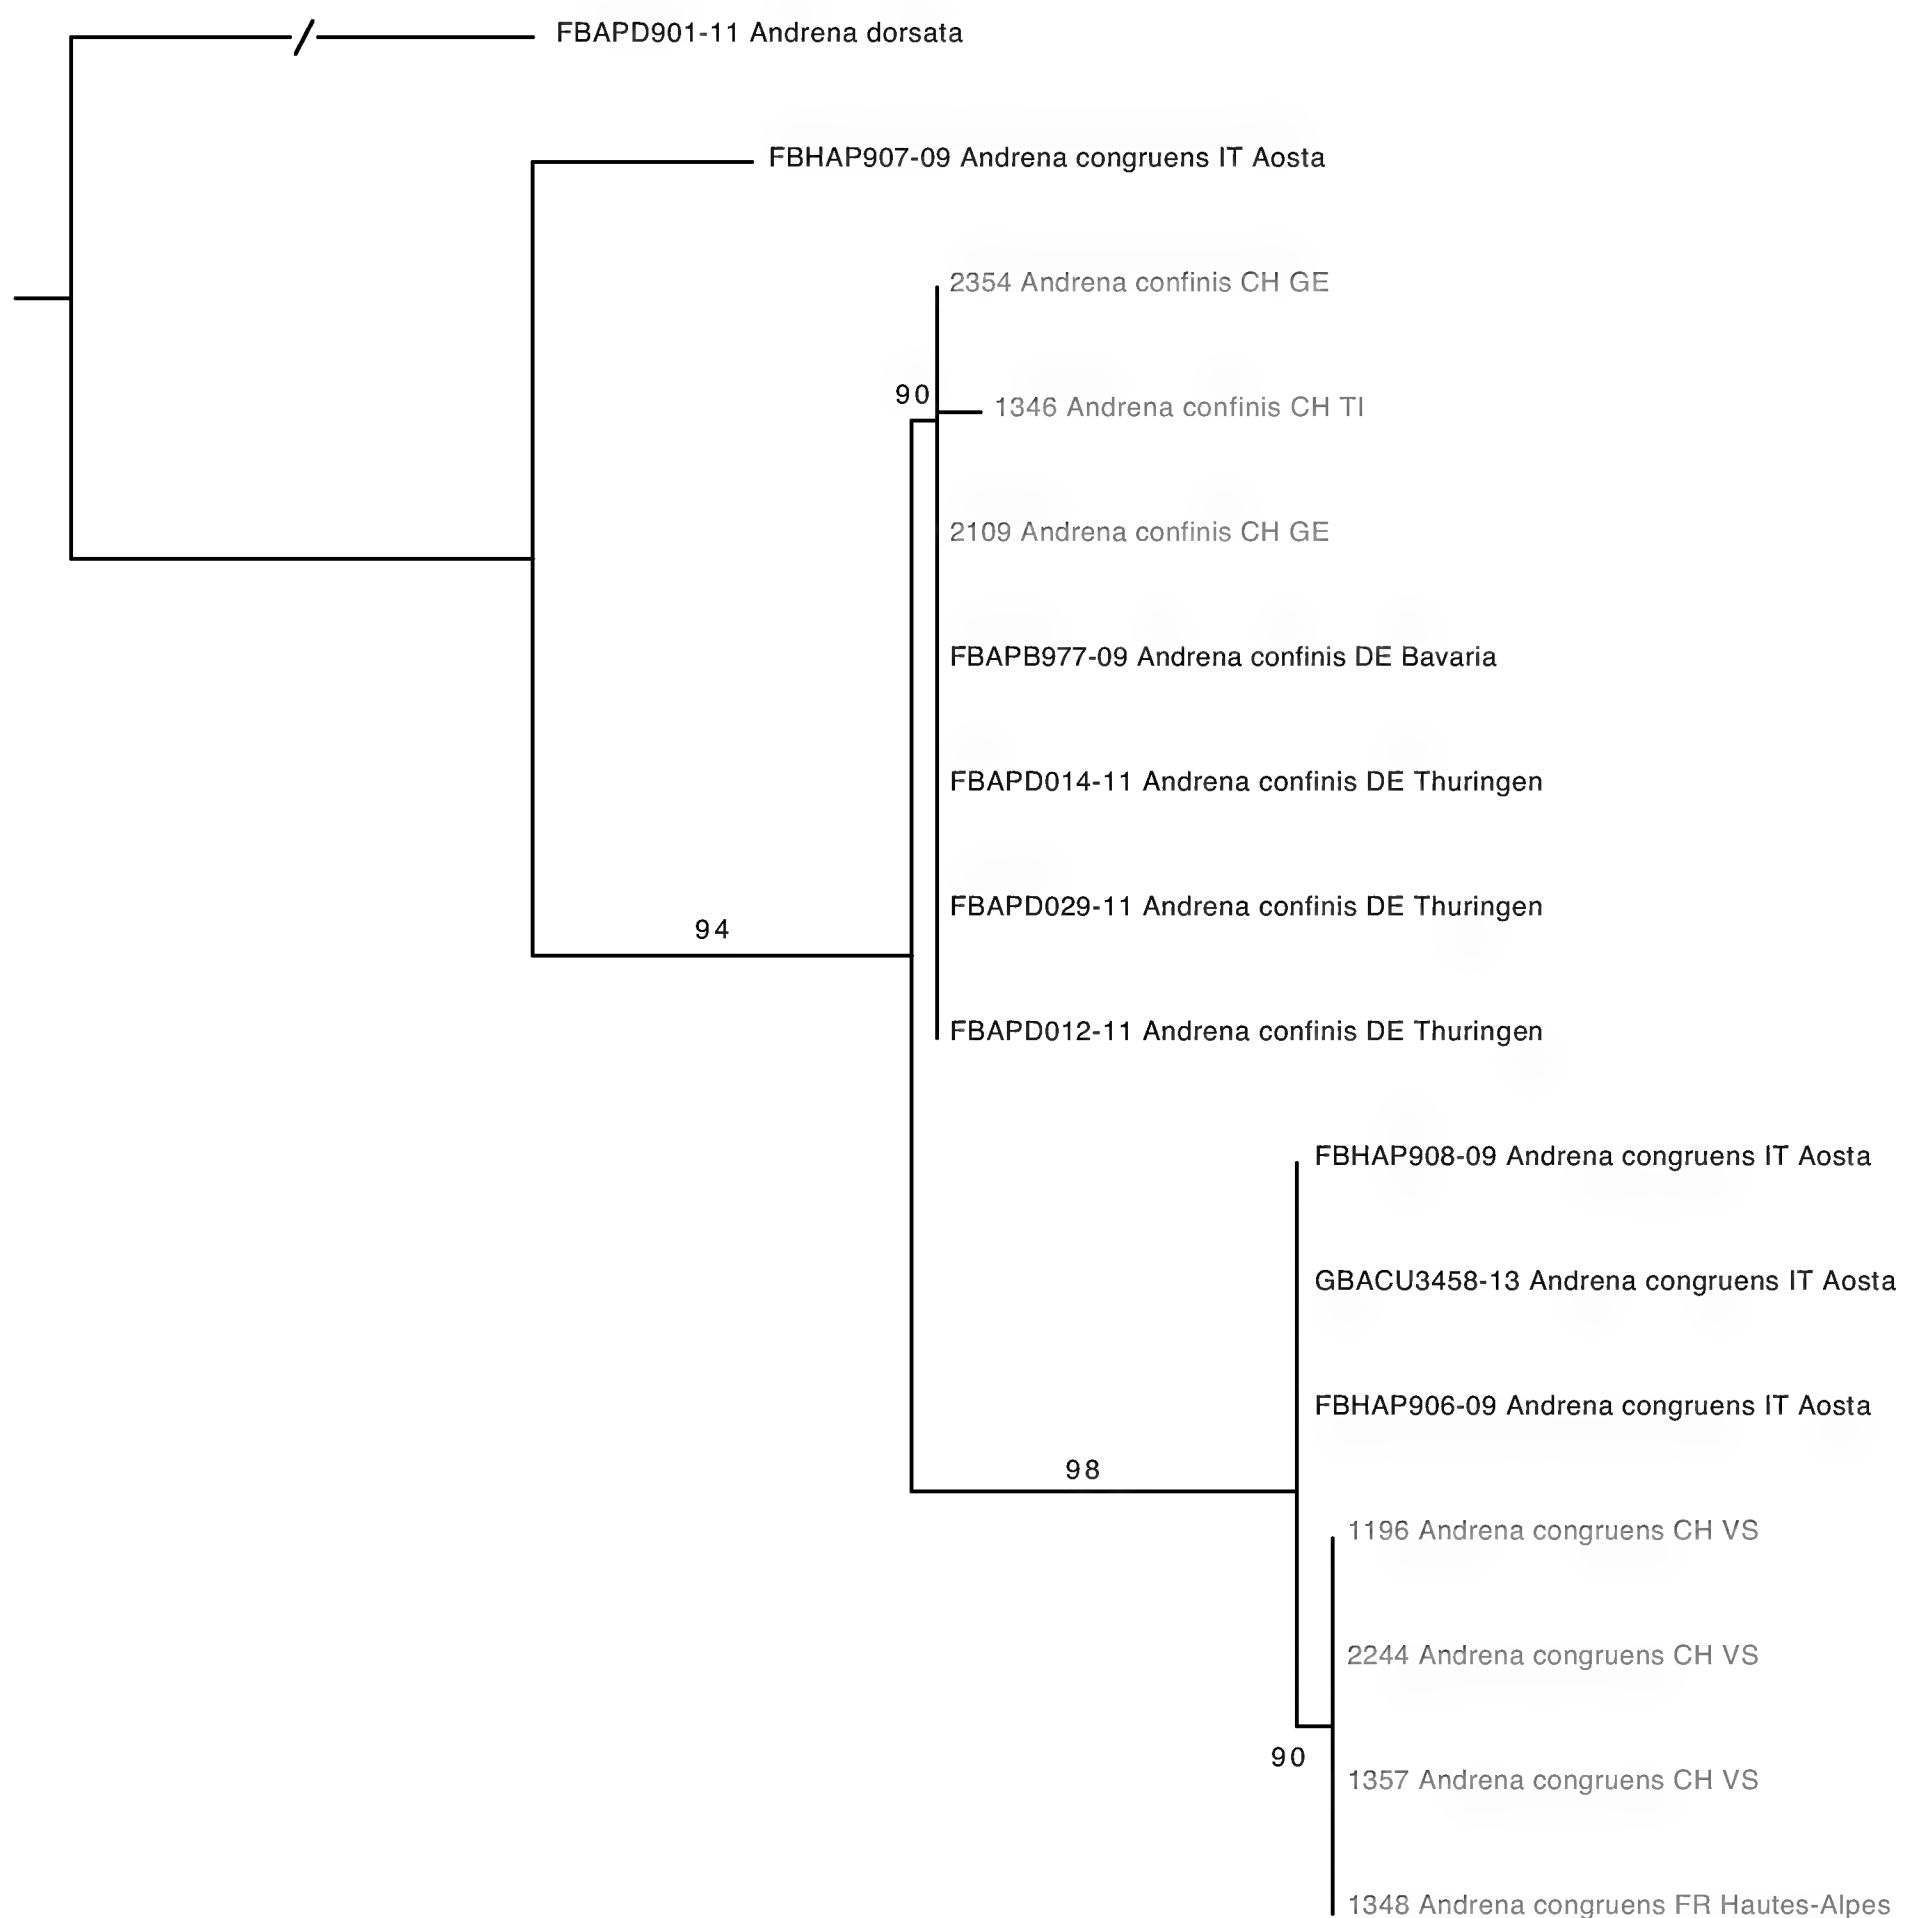 FBAPD901-11 Andrena dorsata
FBHAP907-09 Andrena congruens IT Aosta
2354 Andrena confinis CH GE
90
1346 Andrena confinis CH TI
2109 Andrena confinis CH GE
FBAPB977-09 Andrena confinis DE Bavaria
FBAPD014-11 Andrena confinis DE Thuringen
FBAPD029-11 Andrena confinis DE Thuringen
94
FBAPD012-11 Andrena confinis DE Thuringen
FBHAP908-09 Andrena congruens IT Aosta
GBACU3458-13 Andrena congruens IT Aosta
FBHAP906-09 Andrena congruens IT Aosta
98
1196 Andrena congruens CH VS
2244 Andrena congruens CH VS
90
1357 Andrena congruens CH VS
1348 Andrena congruens FR Hautes-Alpes